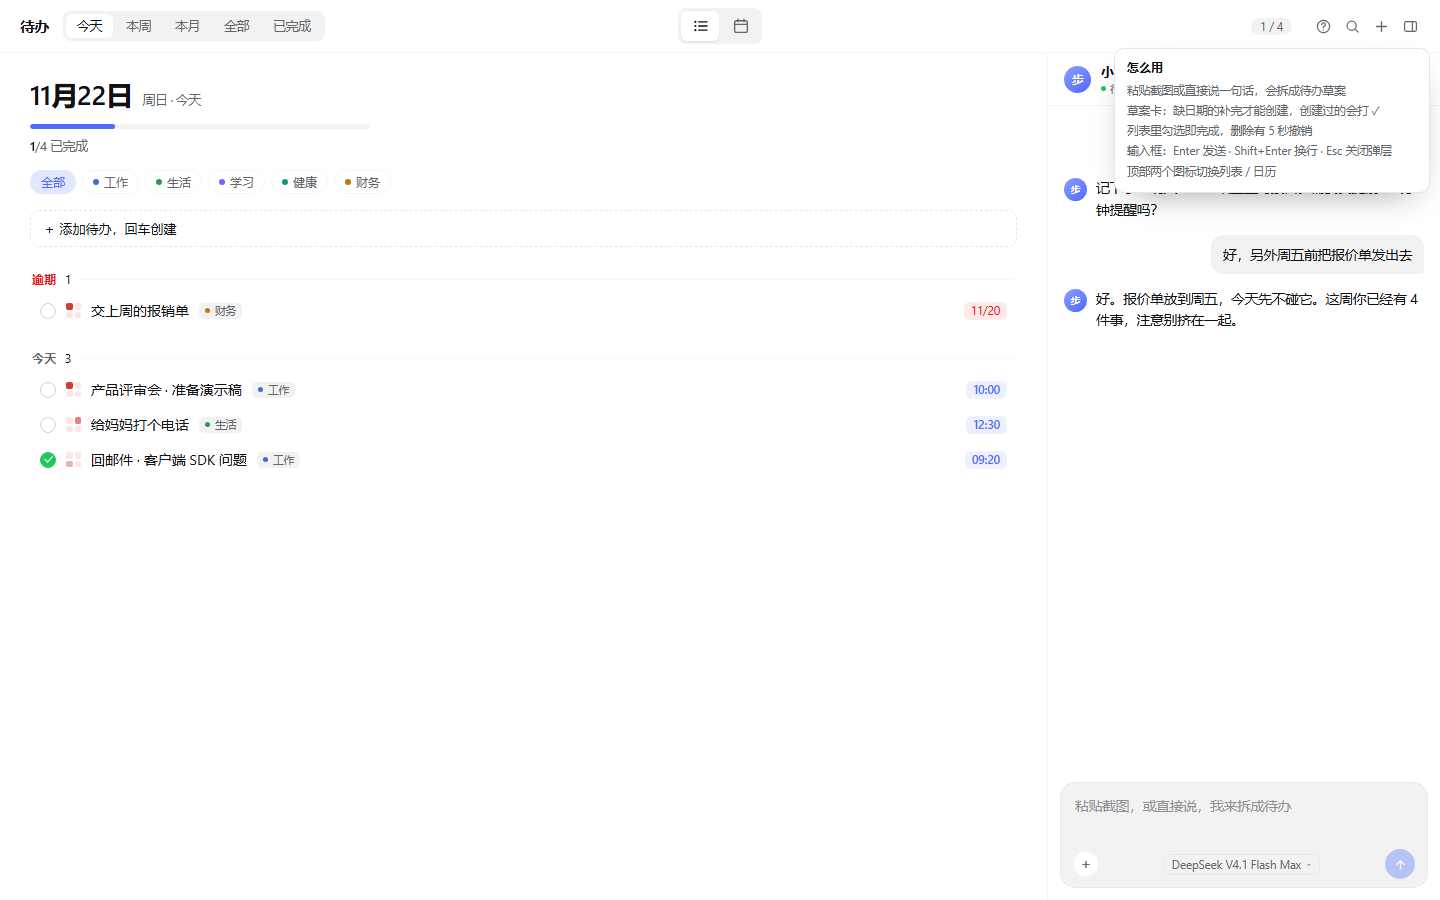 待办
今天 本周 本月 全部 已完成
1 / 4
怎么用
粘贴截图或直接说一句话，会拆成待办草案
草案卡：缺日期的补完才能创建，创建过的会打 ✓
列表里勾选即完成，删除有 5 秒撤销
输入框：Enter 发送 · Shift+Enter 换行 · Esc 关闭弹层
顶部两个图标切换列表 / 日历
11月22日 周日 · 今天
1/4 已完成
全部 工作 生活 学习 健康 财务
+ 添加待办，回车创建
逾期 1
交上周的报销单 财务 11/20
今天 3
产品评审会 · 准备演示稿 工作 10:00
给妈妈打个电话 生活 12:30
回邮件 · 客户端 SDK 问题 工作 09:20
步 小
步
钟提醒吗？
好，另外周五前把报价单发出去
步 好。报价单放到周五，今天先不碰它。这周你已经有 4
件事，注意别挤在一起。
粘贴截图，或直接说，我来拆成待办
+ DeepSeek V4.1 Flash Max